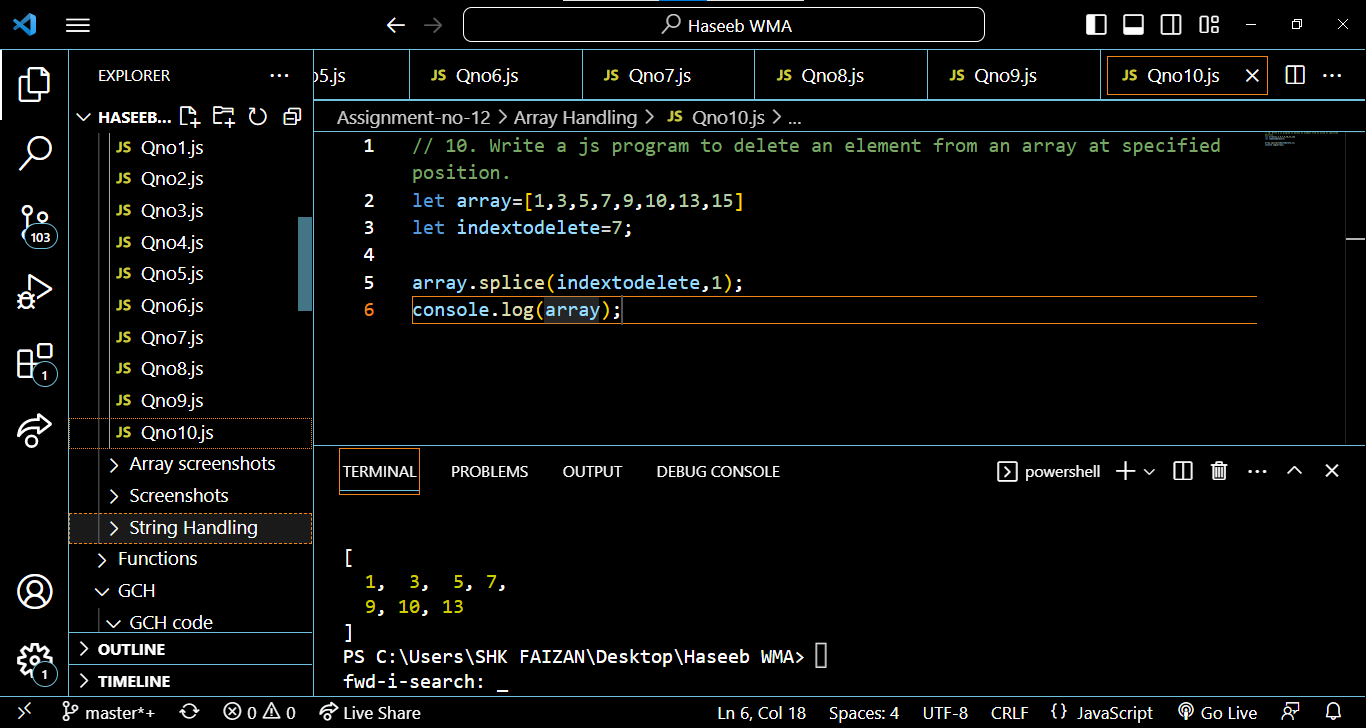 Haseeb WMA
EXPLORER
o5.js
JS Qno6.js
JS Qno7.js
JS Qno8.js
JS Qno9.js
JS Qno10.js
HASEEB...
Assignment-no-12 > Array Handling > JS Qno10.js > ...
JS Qno1.js
JS Qno2.js
JS Qno3.js
JS Qno4.js
JS Qno5.js
JS Qno6.js
JS Qno7.js
JS Qno8.js
JS Qno9.js
JS Qno10.js
Array screenshots
Screenshots
String Handling
Functions
GCH
GCH code
OUTLINE
TIMELINE
103
1
1
1 // 10. Write a js program to delete an element from an array at specified
position.
2 let array=[1,3,5,7,9,10,13,15]
3 let indextodelete=7;
4
5 array.splice(indextodelete,1);
6 console.log(array);
TERMINAL PROBLEMS OUTPUT DEBUG CONSOLE powershell
[
1, 3, 5, 7,
9, 10, 13
]
PS C:\Users\SHK FAIZAN\Desktop\Haseeb WMA>
fwd-i-search: _
master*+ 0 0 Live Share Ln 6, Col 18 Spaces: 4 UTF-8 CRLF {} JavaScript Go Live